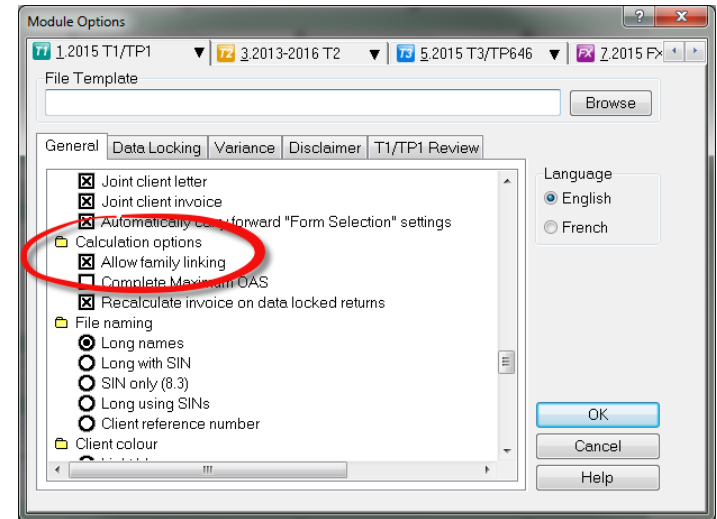 Module Options
T1 1.2015 T1/TP1 T2 3.2013-2016 T2 T3 5.2015 T3/TP646 FX 7.2015 F
File Template
Browse
General Data Locking Variance Disclaimer T1/TP1 Review
Joint client letter
Joint client invoice
Automatically carry forward "Form Selection" settings
Calculation options
Allow family linking
Complete Maximum OAS
Recalculate invoice on data locked returns
File naming
Long names
Long with SIN
SIN only (8.3)
Long using SINs
Client reference number
Client colour
Language
English
French
OK
Cancel
Help